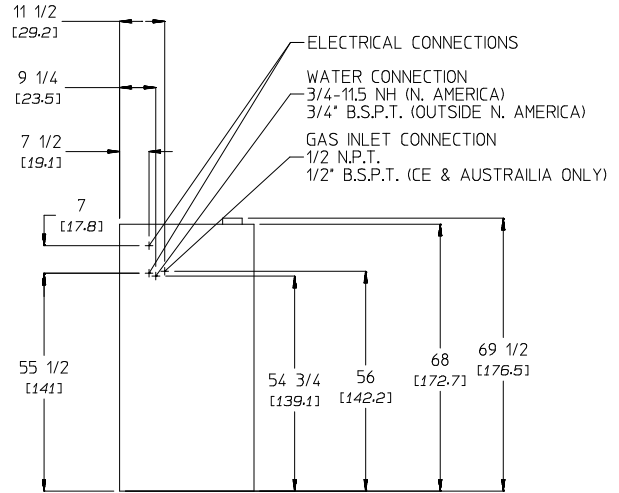 11 1/2
[29.2]
9 1/4
[23.5]
7 1/2
[19.1]
7
[17.8]
ELECTRICAL CONNECTIONS
WATER CONNECTION
3/4-11.5 NH (N. AMERICA)
3/4" B.S.P.T. (OUTSIDE N. AMERICA)
GAS INLET CONNECTION
1/2 N.P.T.
1/2" B.S.P.T. (CE & AUSTRAILIA ONLY)
55 1/2
[141]
54 3/4
[139.1]
56
[142.2]
68
[172.7]
69 1/2
[176.5]